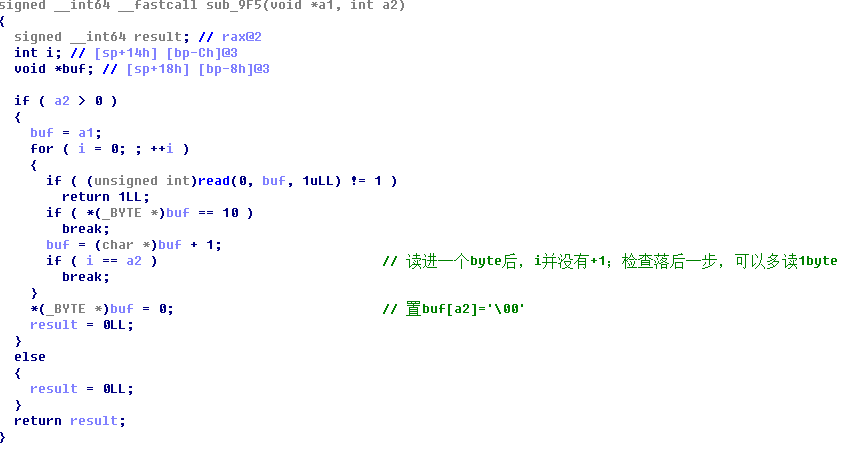 signed __int64 __fastcall sub_9F5(void *a1, int a2)
{
  signed __int64 result; // rax@2
  int i; // [sp+14h] [bp-Ch]@3
  void *buf; // [sp+18h] [bp-8h]@3

  if ( a2 > 0 )
  {
    buf = a1;
    for ( i = 0; ; ++i )
    {
      if ( (unsigned int)read(0, buf, 1uLL) != 1 )
        return 1LL;
      if ( *(_BYTE *)buf == 10 )
        break;
      buf = (char *)buf + 1;
      if ( i == a2 ) // 读进一个byte后，i并没有+1；检查落后一步，可以多读1byte
        break;
    }
    *(_BYTE *)buf = 0; // 置buf[a2]='\00'
    result = 0LL;
  }
  else
  {
    result = 0LL;
  }
  return result;
}